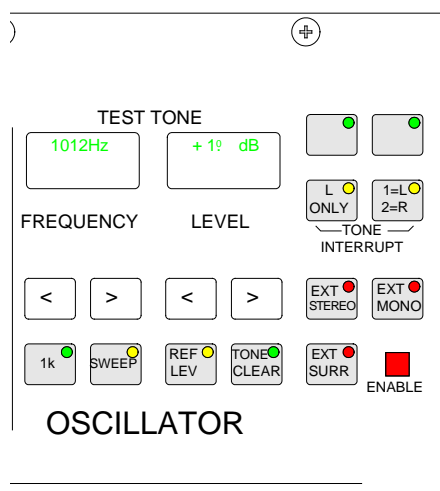 TEST TONE
1012Hz
+ 10 dB
FREQUENCY
LEVEL
L ONLY
1=L 2=R
TONE INTERRUPT
< > < >
EXT STEREO
EXT MONO
1k
SWEEP
REF LEV
TONE CLEAR
EXT SURR
ENABLE
OSCILLATOR